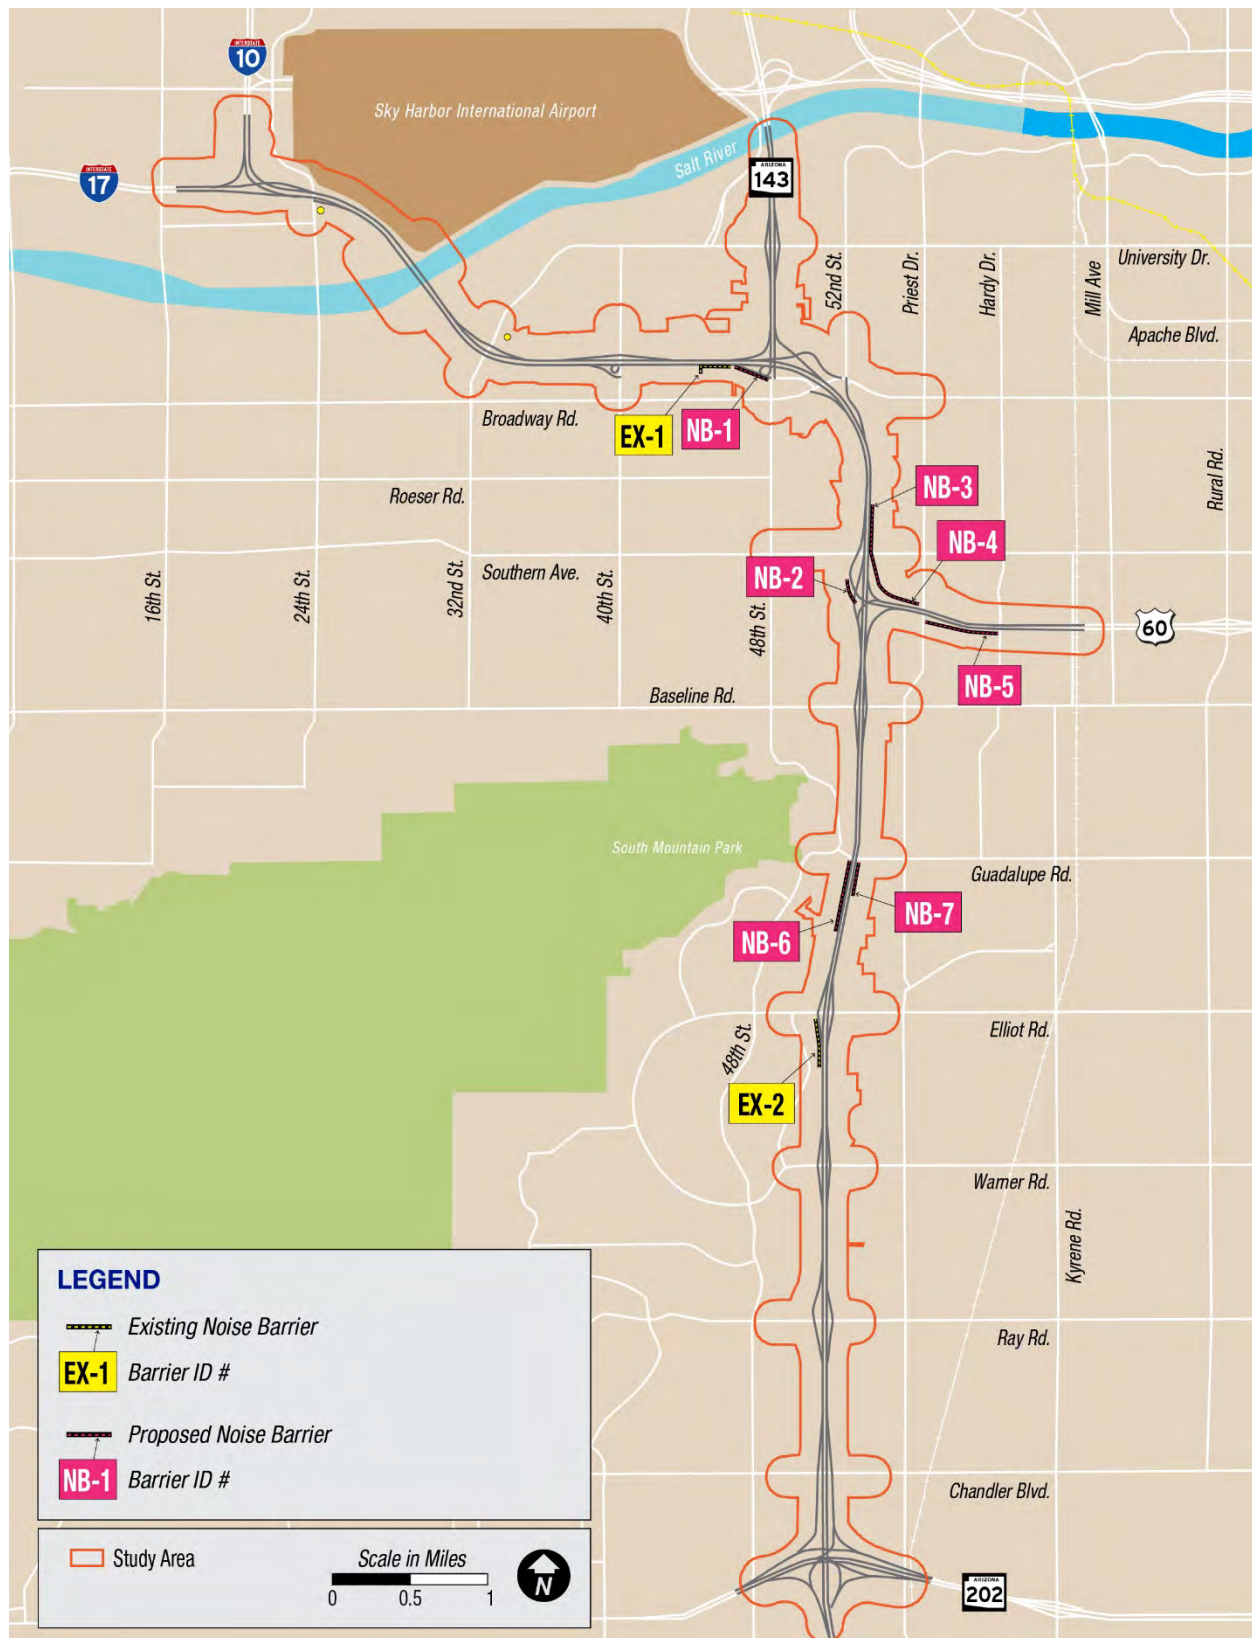 INTERSTATE
10
Sky Harbor International Airport
INTERSTATE
17
Salt River
ARIZONA
143
University Dr.
52nd St.
Priest Dr.
Hardy Dr.
Mill Ave
Apache Blvd.
Broadway Rd.
EX-1
NB-1
Roeser Rd.
NB-3
Rural Rd.
NB-4
16th St.
24th St.
32nd St.
Southern Ave.
40th St.
NB-2
48th St.
60
NB-5
Baseline Rd.
South Mountain Park
Guadalupe Rd.
NB-7
NB-6
48th St.
Elliot Rd.
EX-2
Warner Rd.
Kyrene Rd.
Ray Rd.
Chandler Blvd.
ARIZONA
202
LEGEND
Existing Noise Barrier
EX-1
Barrier ID #
Proposed Noise Barrier
NB-1
Barrier ID #
Study Area
Scale in Miles
0 0.5 1
N